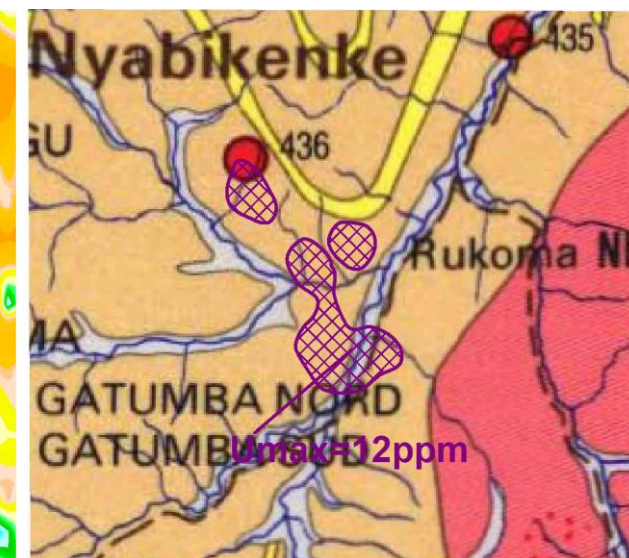 435
Nyabikenke
436
GU
Rukoma N
MA
GATUMBA NORD
GATUMBA SUD
Umax=12ppm